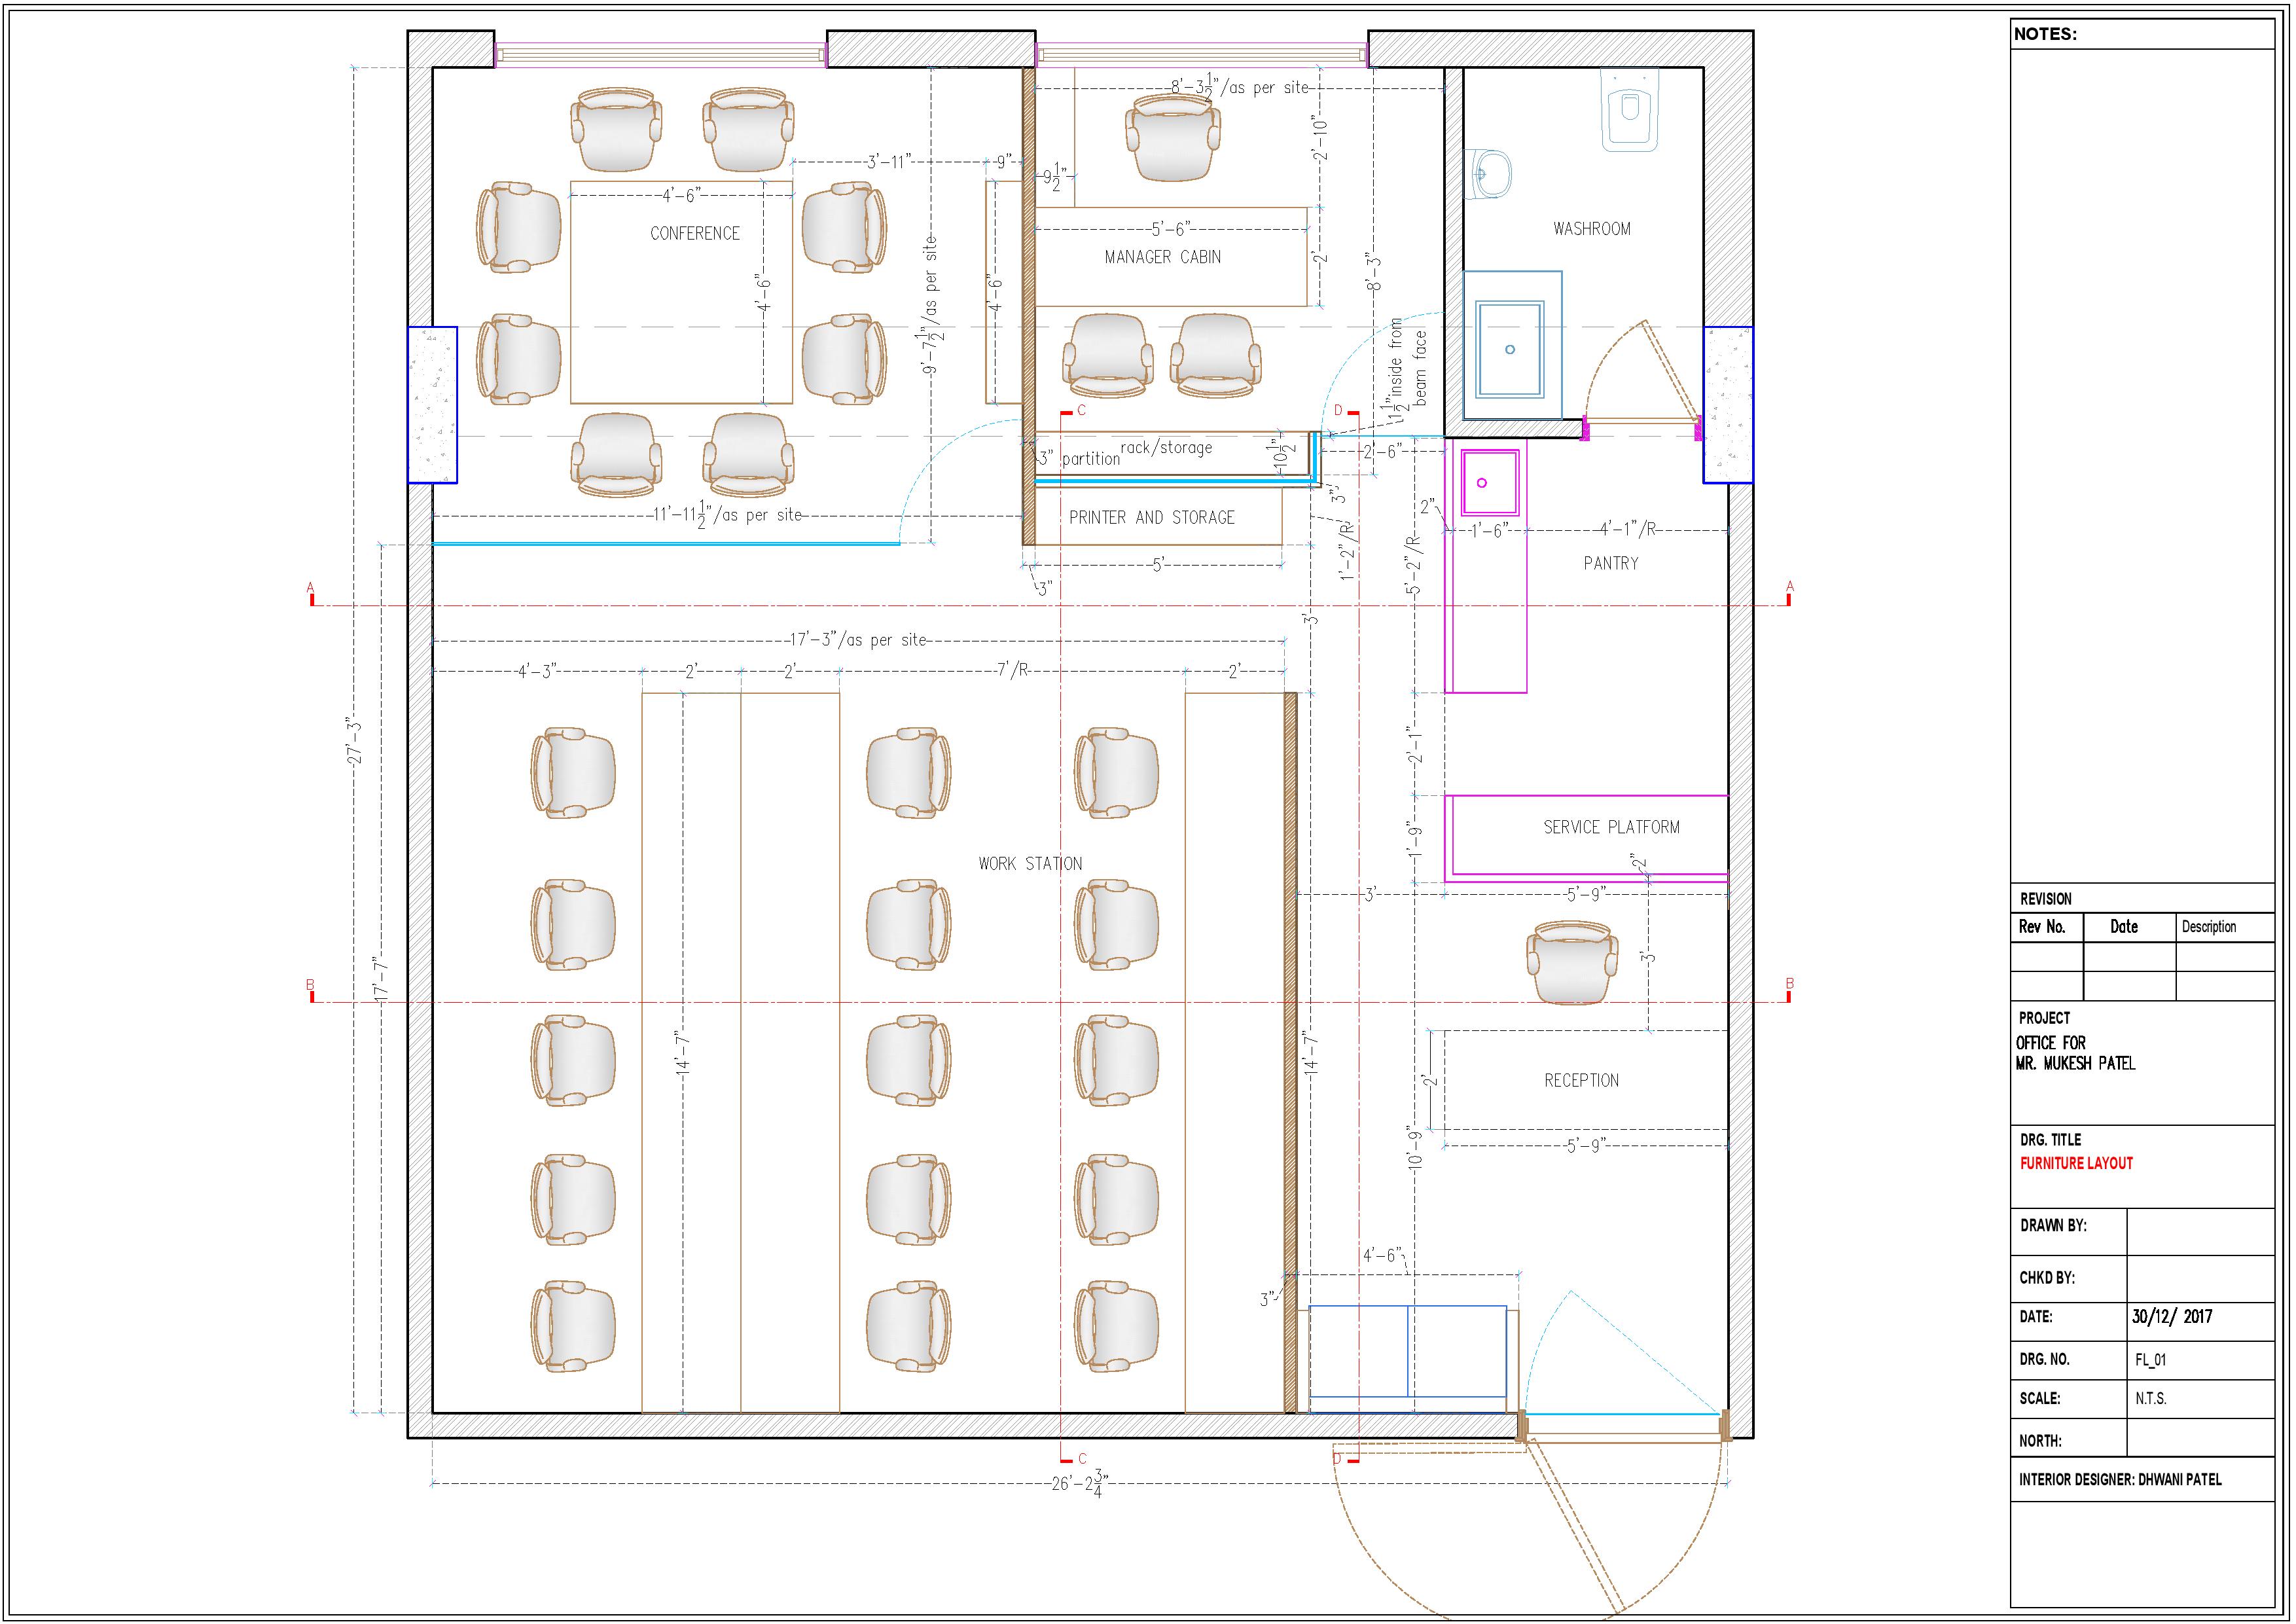 NOTES:
8'-3 1/2"/as per site
2'-10"
3'-11"
9"
9 1/2"
4'-6"
CONFERENCE
5'-6"
WASHROOM
MANAGER CABIN
9'-7 1/2"/as per site
4'-6"
4'-6"
2'
8'-3"
1 1/2" inside from
beam face
C
D
rack/storage
3" partition
10 1/2"
2'-6"
3"
11'-11 1/2"/as per site
PRINTER AND STORAGE
2"
1'-6"
4'-1"/R
1'-2"/R
5'-2"/R
PANTRY
5'
3"
A
A
3'
17'-3"/as per site
4'-3"
2'
2'
7'/R
2'
27'-3"
2'-1"
SERVICE PLATFORM
1'-9"
2"
WORK STATION
3'
5'-9"
17'-7"
3'
B
B
14'-7"
14'-7"
2'
RECEPTION
10'-9"
5'-9"
4'-6"
3"
C
D
26'-2 3/4"
REVISION
Rev No. Date Description
PROJECT
OFFICE FOR
MR. MUKESH PATEL
DRG. TITLE
FURNITURE LAYOUT
DRAWN BY:
CHKD BY:
DATE: 30/12/ 2017
DRG. NO. FL_01
SCALE: N.T.S.
NORTH:
INTERIOR DESIGNER: DHWANI PATEL